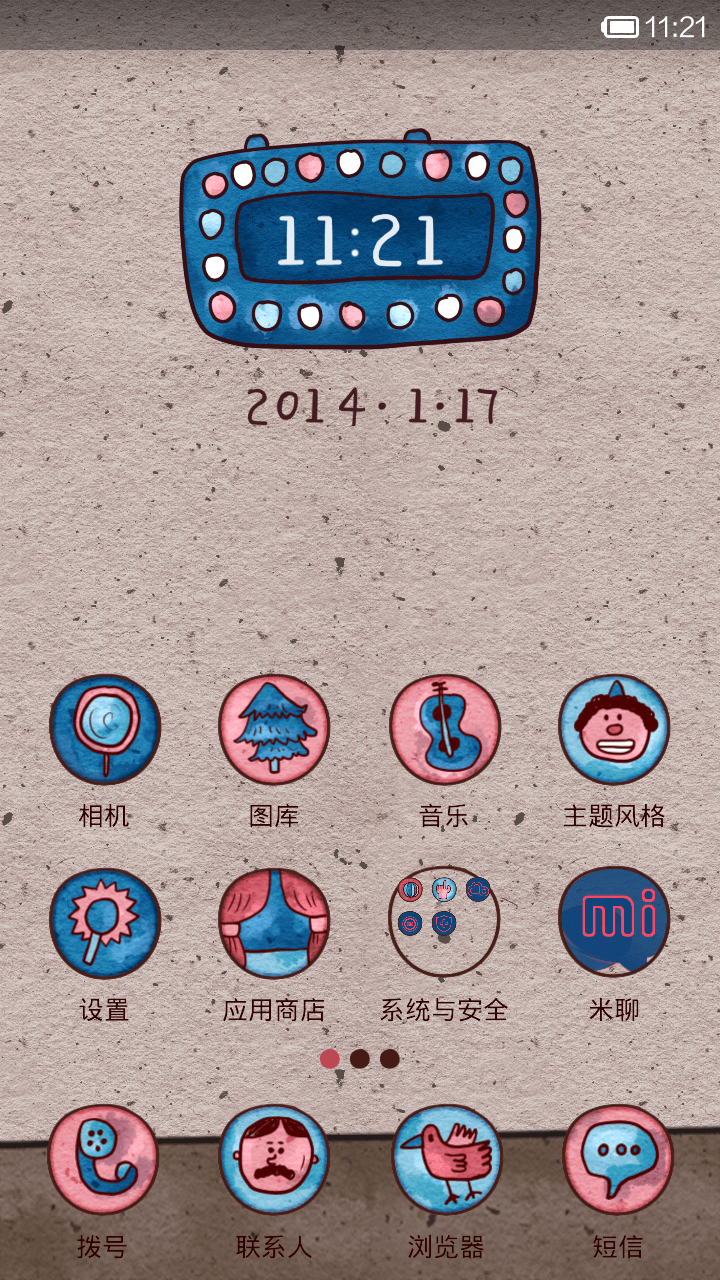 11:21
11:21
2014·1·17
相机 图库 音乐 主题风格
mi
设置 应用商店 系统与安全 米聊
拨号 联系人 浏览器 短信